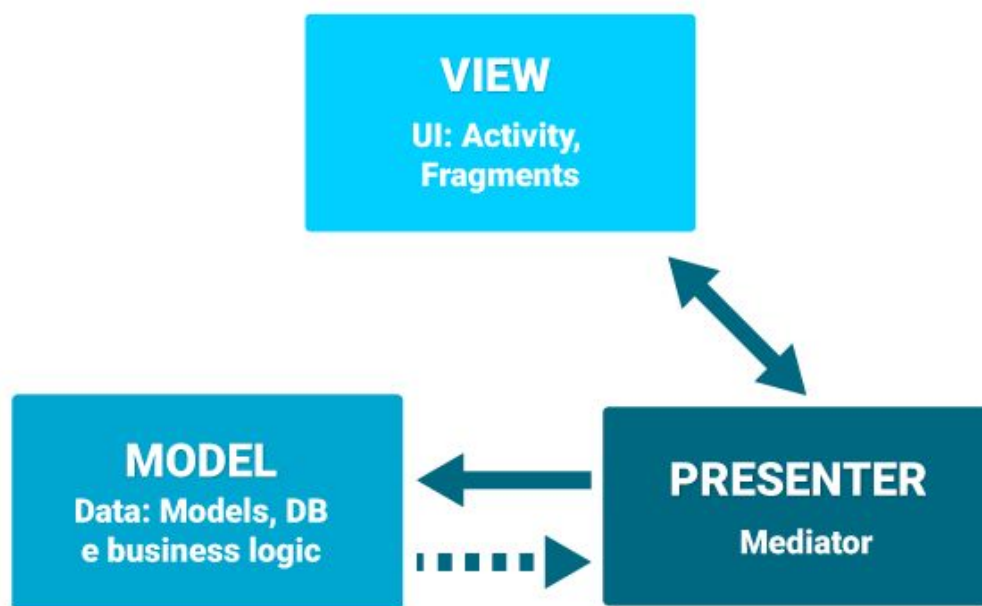 VIEW
UI: Activity,
Fragments
MODEL
Data: Models, DB
e business logic
PRESENTER
Mediator